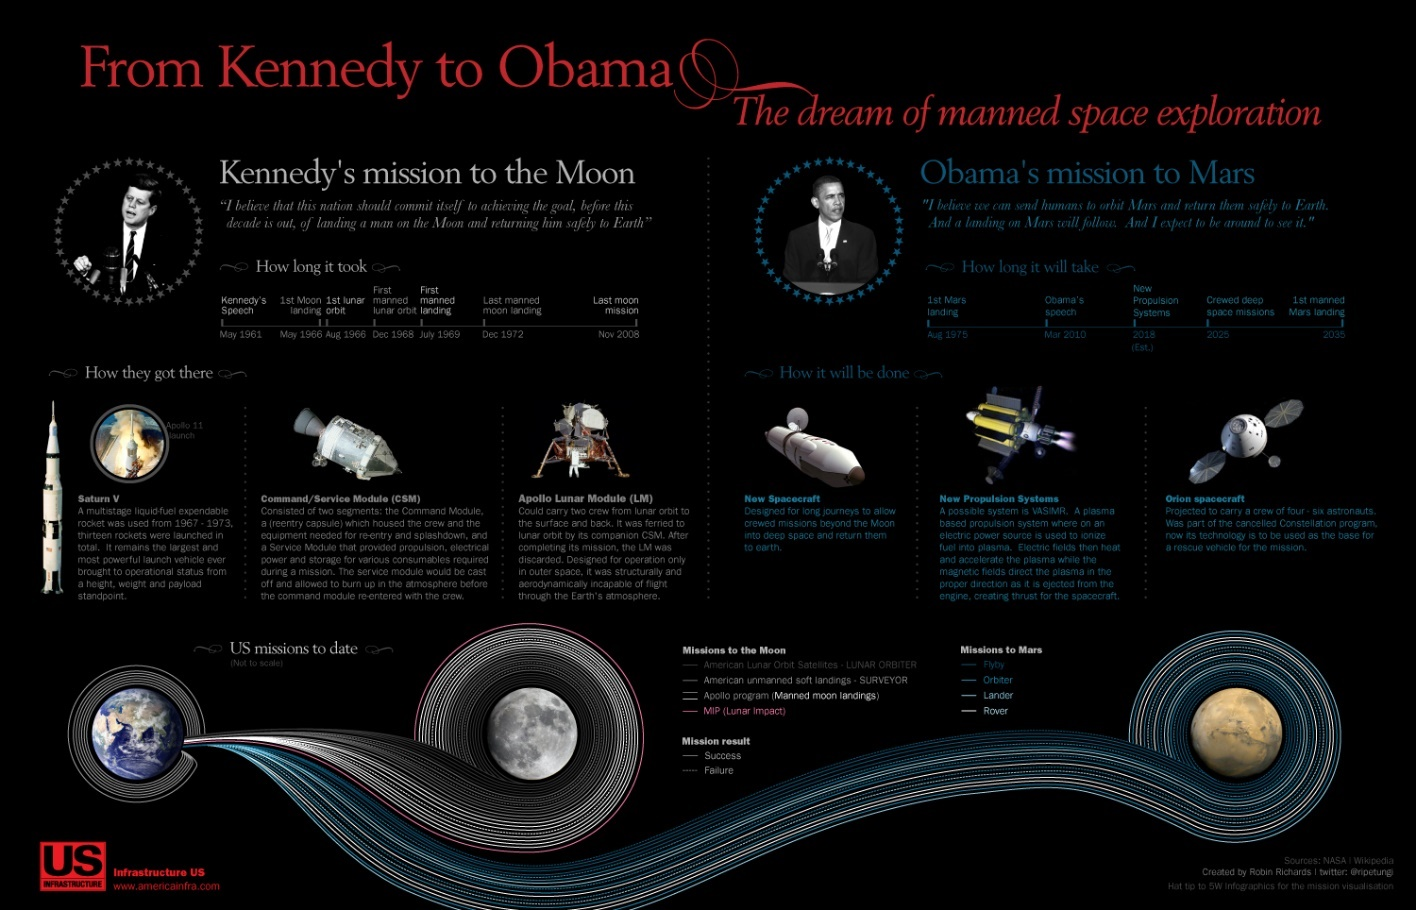 From Kennedy to Obama
The dream of manned space exploration
Kennedy's mission to the Moon
“I believe that this nation should commit itself to achieving the goal, before this
decade is out, of landing a man on the Moon and returning him safely to Earth”
How long it took
Kennedy's
Speech
May 1961
1st Moon
landing
May 1966
1st lunar
orbit
Aug 1966
First
manned
lunar orbit
Dec 1968
First
manned
landing
July 1969
Last manned
moon landing
Dec 1972
Last moon
mission
Nov 2008
Obama's mission to Mars
"I believe we can send humans to orbit Mars and return them safely to Earth.
And a landing on Mars will follow. And I expect to be around to see it."
How long it will take
1st Mars
landing
Aug 1975
Obama's
speech
Mar 2010
New
Propulsion
Systems
2018
(Est.)
Crewed deep
space missions
2025
1st manned
Mars landing
2035
How they got there
Apollo 11
launch
Saturn V
A multistage liquid-fuel expendable
rocket was used from 1967 - 1973,
thirteen rockets were launched in
total. It remains the largest and
most powerful launch vehicle ever
brought to operational status from
a height, weight and payload
standpoint.
Command/Service Module (CSM)
Consisted of two segments: the Command Module,
a (reentry capsule) which housed the crew and the
equipment needed for re-entry and splashdown, and
a Service Module that provided propulsion, electrical
power and storage for various consumables required
during a mission. The service module would be cast
off and allowed to burn up in the atmosphere before
the command module re-entered with the crew.
Apollo Lunar Module (LM)
Could carry two crew from lunar orbit to
the surface and back. It was ferried to
lunar orbit by its companion CSM. After
completing its mission, the LM was
discarded. Designed for operation only
in outer space, it was structurally and
aerodynamically incapable of flight
through the Earth's atmosphere.
How it will be done
New Spacecraft
Designed for long journeys to allow
crewed missions beyond the Moon
into deep space and return them
to earth.
New Propulsion Systems
A possible system is VASIMR. A plasma
based propulsion system where on an
electric power source is used to ionize
fuel into plasma. Electric fields then heat
and accelerate the plasma while the
magnetic fields direct the plasma in the
proper direction as it is ejected from the
engine, creating thrust for the spacecraft.
Orion spacecraft
Projected to carry a crew of four - six astronauts.
Was part of the cancelled Constellation program,
now its technology is to be used as the base for
a rescue vehicle for the mission.
US missions to date
(Not to scale)
Missions to the Moon
American Lunar Orbit Satellites - LUNAR ORBITER
American unmanned soft landings - SURVEYOR
Apollo program (Manned moon landings)
MIP (Lunar Impact)
Mission result
Success
Failure
Missions to Mars
Flyby
Orbiter
Lander
Rover
US
INFRASTRUCTURE
Infrastructure US
www.americainfra.com
Sources: NASA | Wikipedia
Created by Robin Richards | twitter: @ripetungi
Hat tip to 5W infographics for the mission visualisation